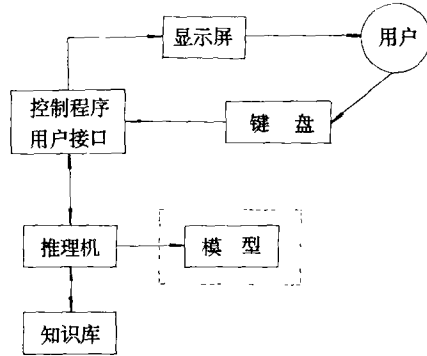 显示屏
用户
控制程序
用户接口
键 盘
推理机
模 型
知识库